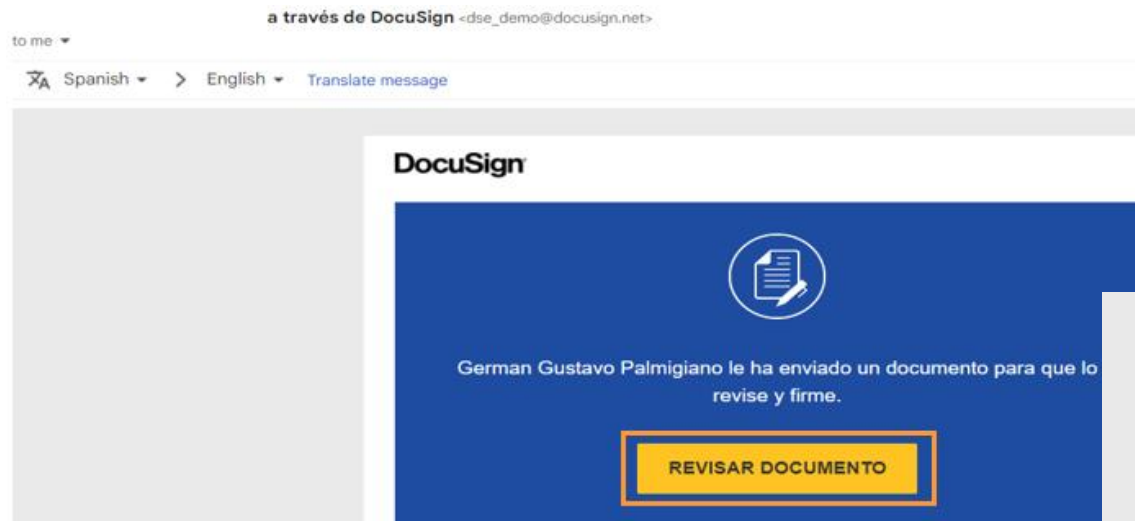 a través de DocuSign <dse_demo@docusign.net>
to me
Spanish > English Translate message
DocuSign
German Gustavo Palmigiano le ha enviado un documento para que lo
revise y firme.
REVISAR DOCUMENTO